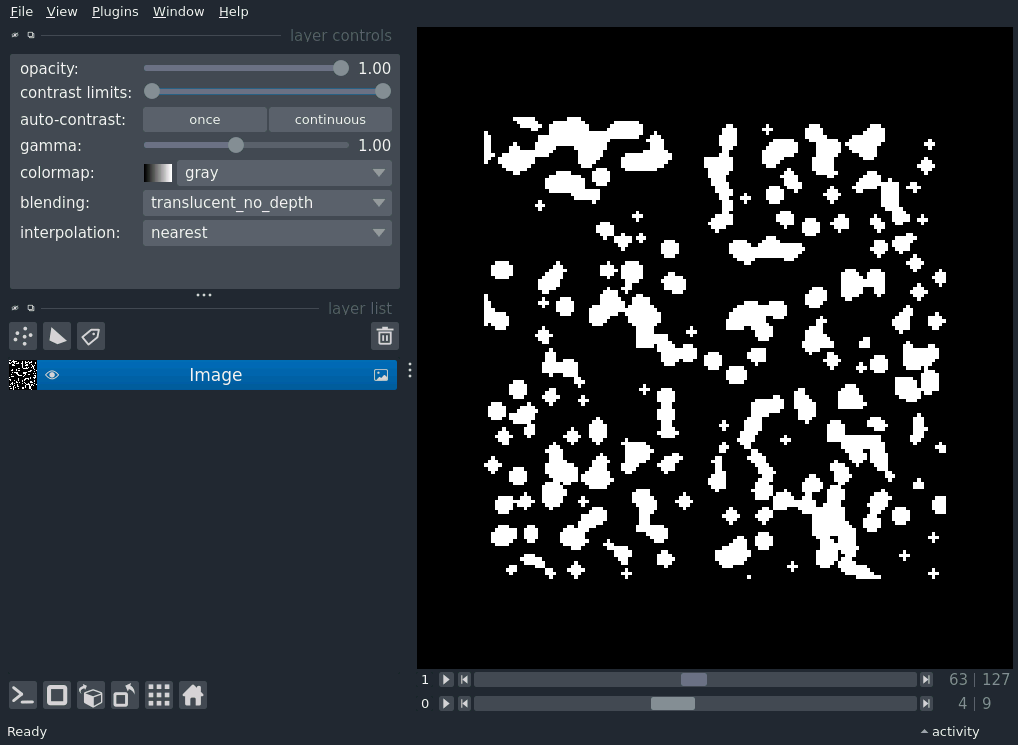 File View Plugins Window Help
layer controls
opacity: 1.00
contrast limits:
auto-contrast: once continuous
gamma: 1.00
colormap: gray
blending: translucent_no_depth
interpolation: nearest
layer list
Image
1 63 | 127
0 4 | 9
Ready activity